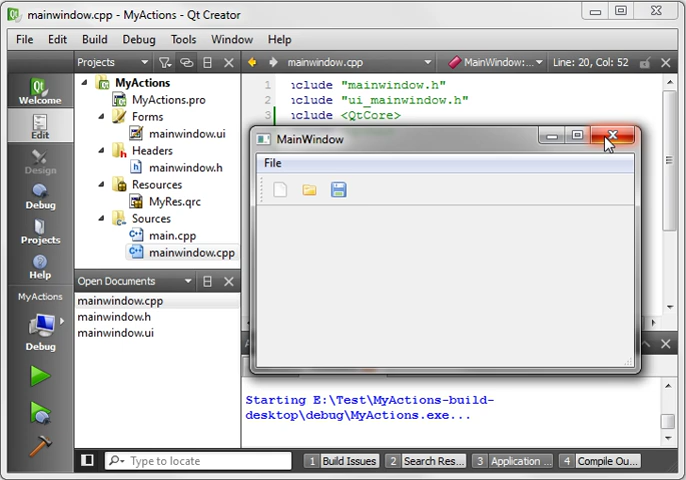 mainwindow.cpp - MyActions - Qt Creator
File Edit Build Debug Tools Window Help
Projects mainwindow.cpp MainWindow:... Line: 20, Col: 52
Welcome
Edit
Design
Debug
Projects
Help
MyActions
Debug
MyActions
MyActions.pro
Forms
mainwindow.ui
Headers
mainwindow.h
Resources
MyRes.qrc
Sources
main.cpp
mainwindow.cpp
Open Documents
mainwindow.cpp
mainwindow.h
mainwindow.ui
1 nclude "mainwindow.h"
2 nclude "ui_mainwindow.h"
3 nclude <QtCore>
MainWindow
File
Starting E:\Test\MyActions-build-
desktop\debug\MyActions.exe...
Type to locate 1 Build Issues 2 Search Res... 3 Application ... 4 Compile Ou...